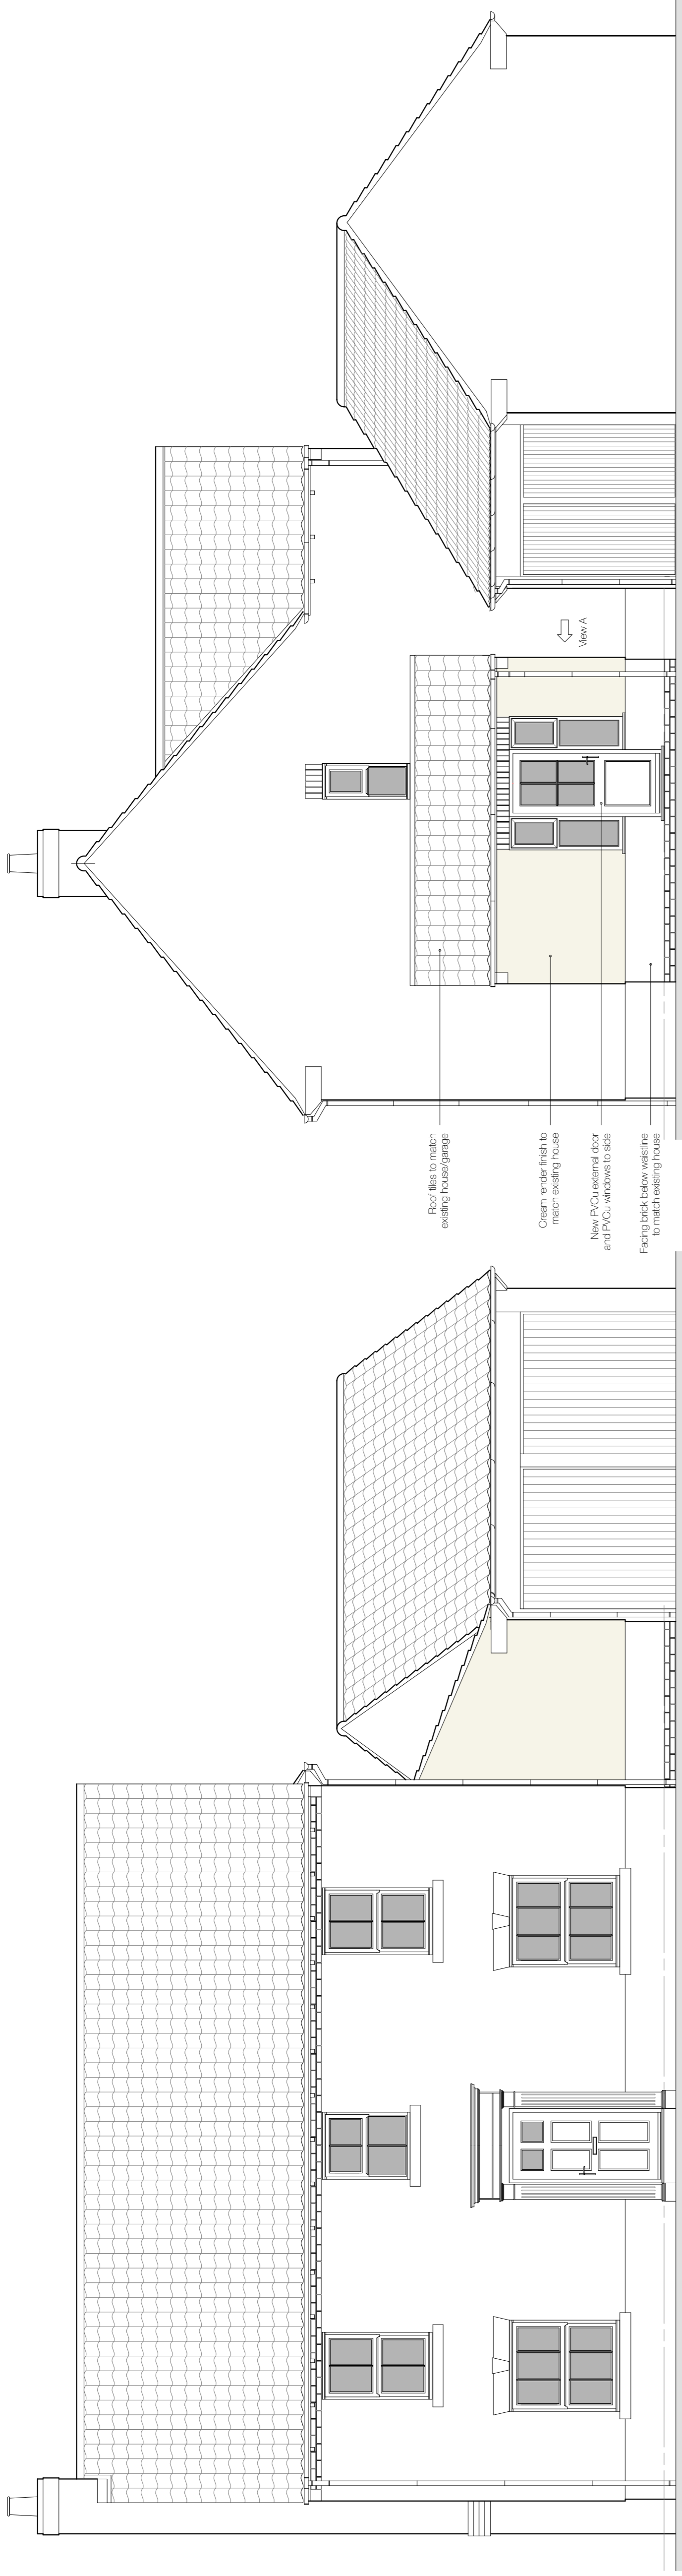 View A
Roof tiles to match
existing house/garage
Cream render finish to
match existing house
New PVCu external door
and PVCu windows to side
Facing brick below waistline
to match existing house